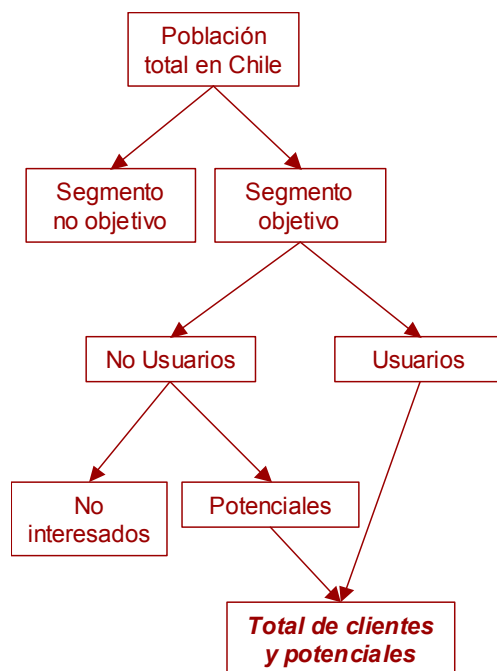 Población
total en Chile
Segmento
no objetivo
Segmento
objetivo
No Usuarios
Usuarios
No
interesados
Potenciales
Total de clientes
y potenciales